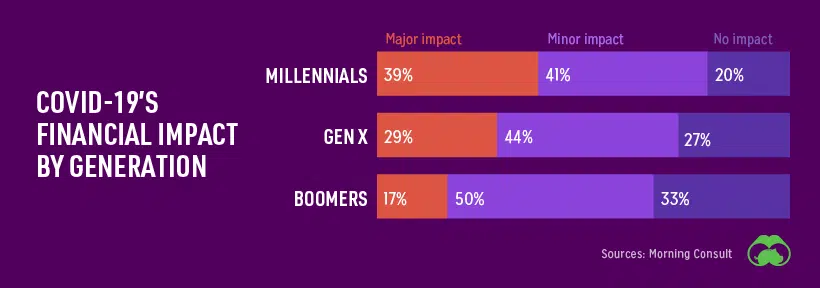 COVID-19'S
FINANCIAL IMPACT
BY GENERATION
Major impact Minor impact No impact
MILLENNIALS 39% 41% 20%
GEN X 29% 44% 27%
BOOMERS 17% 50% 33%
Sources: Morning Consult